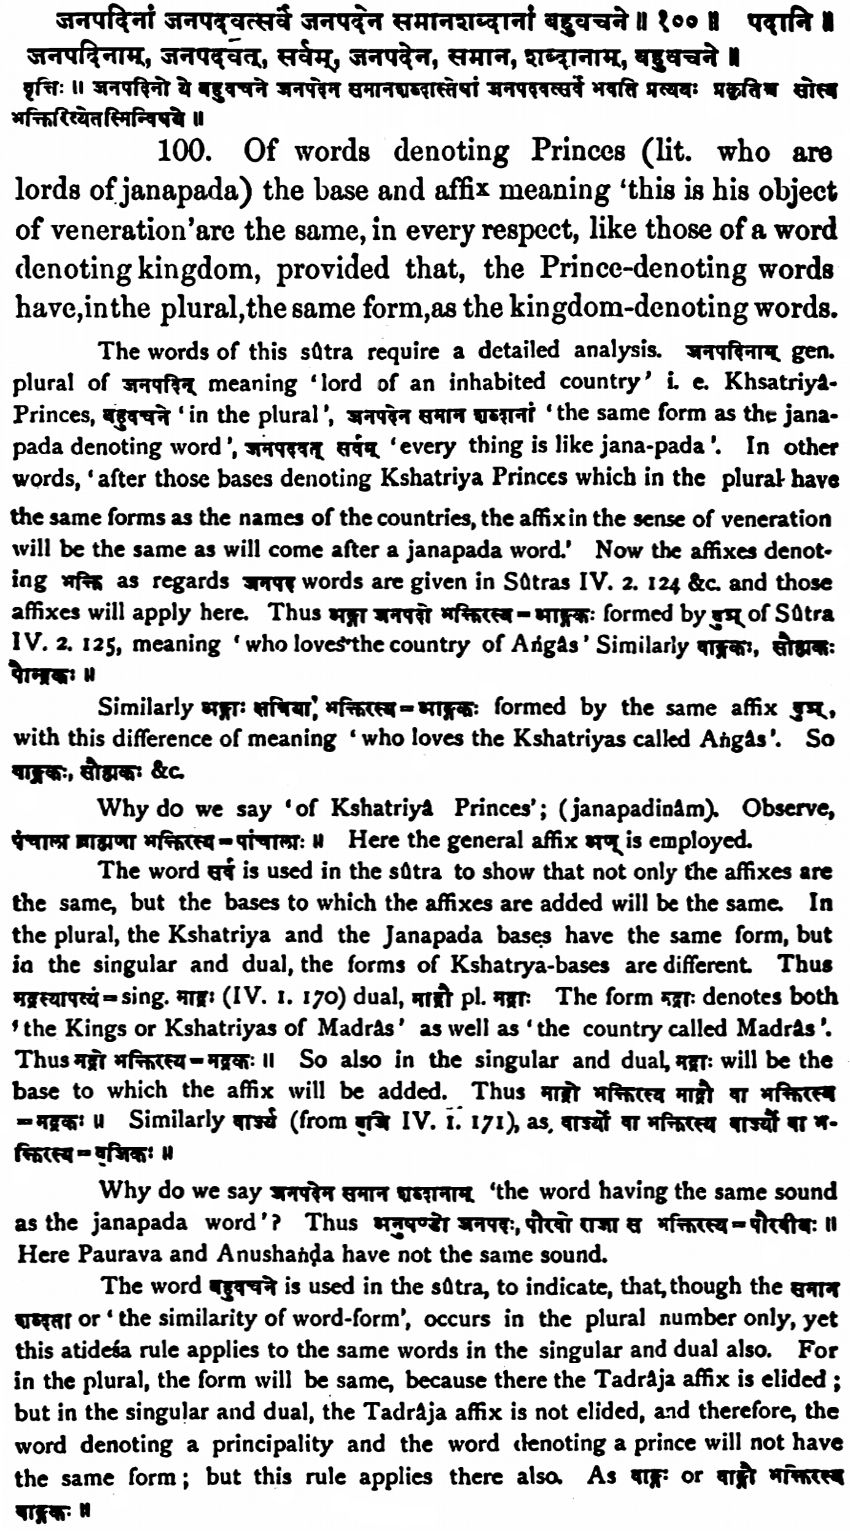 जनपदिनां जनपदवत्सर्वं जनपदेन समानशब्दानां बहुवचने ॥ १०० ॥ पदानि ॥
जनपदिनाम्, जनपदवत्, सर्वम्, जनपदेन, समान, शब्दानाम्, बहुवचने ॥
वृत्तिः ॥ जनपदिनो ये बहुवचने जनपदेन समानशब्दास्तेषां जनपदवत्सर्वं भवति प्रत्ययः प्रकृतिश्च सोस्य
भक्तिरित्येतस्मिन्विषये ॥
100. Of words denoting Princes (lit. who are
lords of janapada) the base and affix meaning ‘this is his object
of veneration’ are the same, in every respect, like those of a word
denoting kingdom, provided that, the Prince-denoting words
have, in the plural, the same form, as the kingdom-denoting words.
The words of this sûtra require a detailed analysis. जनपदिनाम् gen.
plural of जनपदिन् meaning ‘lord of an inhabited country’ i. e. Khsatriyâ-
Princes, बहुवचने ‘in the plural’, जनपदेन समान शब्दानां ‘the same form as the jana-
pada denoting word’, जनपदवत् सर्वम् ‘every thing is like jana-pada’. In other
words, ‘after those bases denoting Kshatriya Princes which in the plural have
the same forms as the names of the countries, the affix in the sense of veneration
will be the same as will come after a janapada word.’ Now the affixes denot-
ing भक्ति as regards जनपद words are given in Sûtras IV. 2. 124 &c. and those
affixes will apply here. Thus अङ्गा जनपदो भक्तिरस्य = आङ्गकः formed by वुञ् of Sûtra
IV. 2. 125, meaning ‘who loves the country of Aṅgâs’ Similarly वाङ्गकः, सौह्मकः
पौण्ड्रकः ॥
Similarly अङ्गाः क्षत्रिया, भक्तिरस्य = आङ्गकः formed by the same affix वुञ्,
with this difference of meaning ‘who loves the Kshatriyas called Aṅgâs’. So
वाङ्गकः, सौह्मकः &c.
Why do we say ‘of Kshatriyâ Princes’; (janapadinâm). Observe,
पंचाला ब्राह्मणा भक्तिरस्य = पांचालः ॥ Here the general affix अण् is employed.
The word सर्व is used in the sûtra to show that not only the affixes are
the same, but the bases to which the affixes are added will be the same. In
the plural, the Kshatriya and the Janapada bases have the same form, but
in the singular and dual, the forms of Kshatrya-bases are different. Thus
मद्रस्यापत्यं = sing. माद्रः (IV. 1. 170) dual, माद्रौ pl. मद्राः The form मद्राः denotes both
‘the Kings or Kshatriyas of Madrâs’ as well as ‘the country called Madrâs’.
Thus मद्रो भक्तिरस्य = मद्रकः ॥ So also in the singular and dual, मद्राः will be the
base to which the affix will be added. Thus माद्रो भक्तिरस्य माद्रौ वा भक्तिरस्य
= मद्रकः ॥ Similarly वार्ज्य (from वृजि IV. 1. 171), as, वार्ज्यो वा भक्तिरस्य वार्ज्यौ वा भ-
क्तिरस्य = वृजिकः ॥
Why do we say जनपदेन समान शब्दानाम् ‘the word having the same sound
as the janapada word’? Thus अनुषण्डो जनपदः, पौरवो राजा स भक्तिरस्य = पौरवीयः ॥
Here Paurava and Anushaṅḍa have not the same sound.
The word बहुवचने is used in the sûtra, to indicate, that, though the समान
शब्दता or ‘the similarity of word-form’, occurs in the plural number only, yet
this atideśa rule applies to the same words in the singular and dual also. For
in the plural, the form will be same, because there the Tadrâja affix is elided ;
but in the singular and dual, the Tadrâja affix is not elided, and therefore, the
word denoting a principality and the word denoting a prince will not have
the same form ; but this rule applies there also. As वाङ्गः or वाङ्गौ भक्तिरस्य
वाङ्गकः ॥